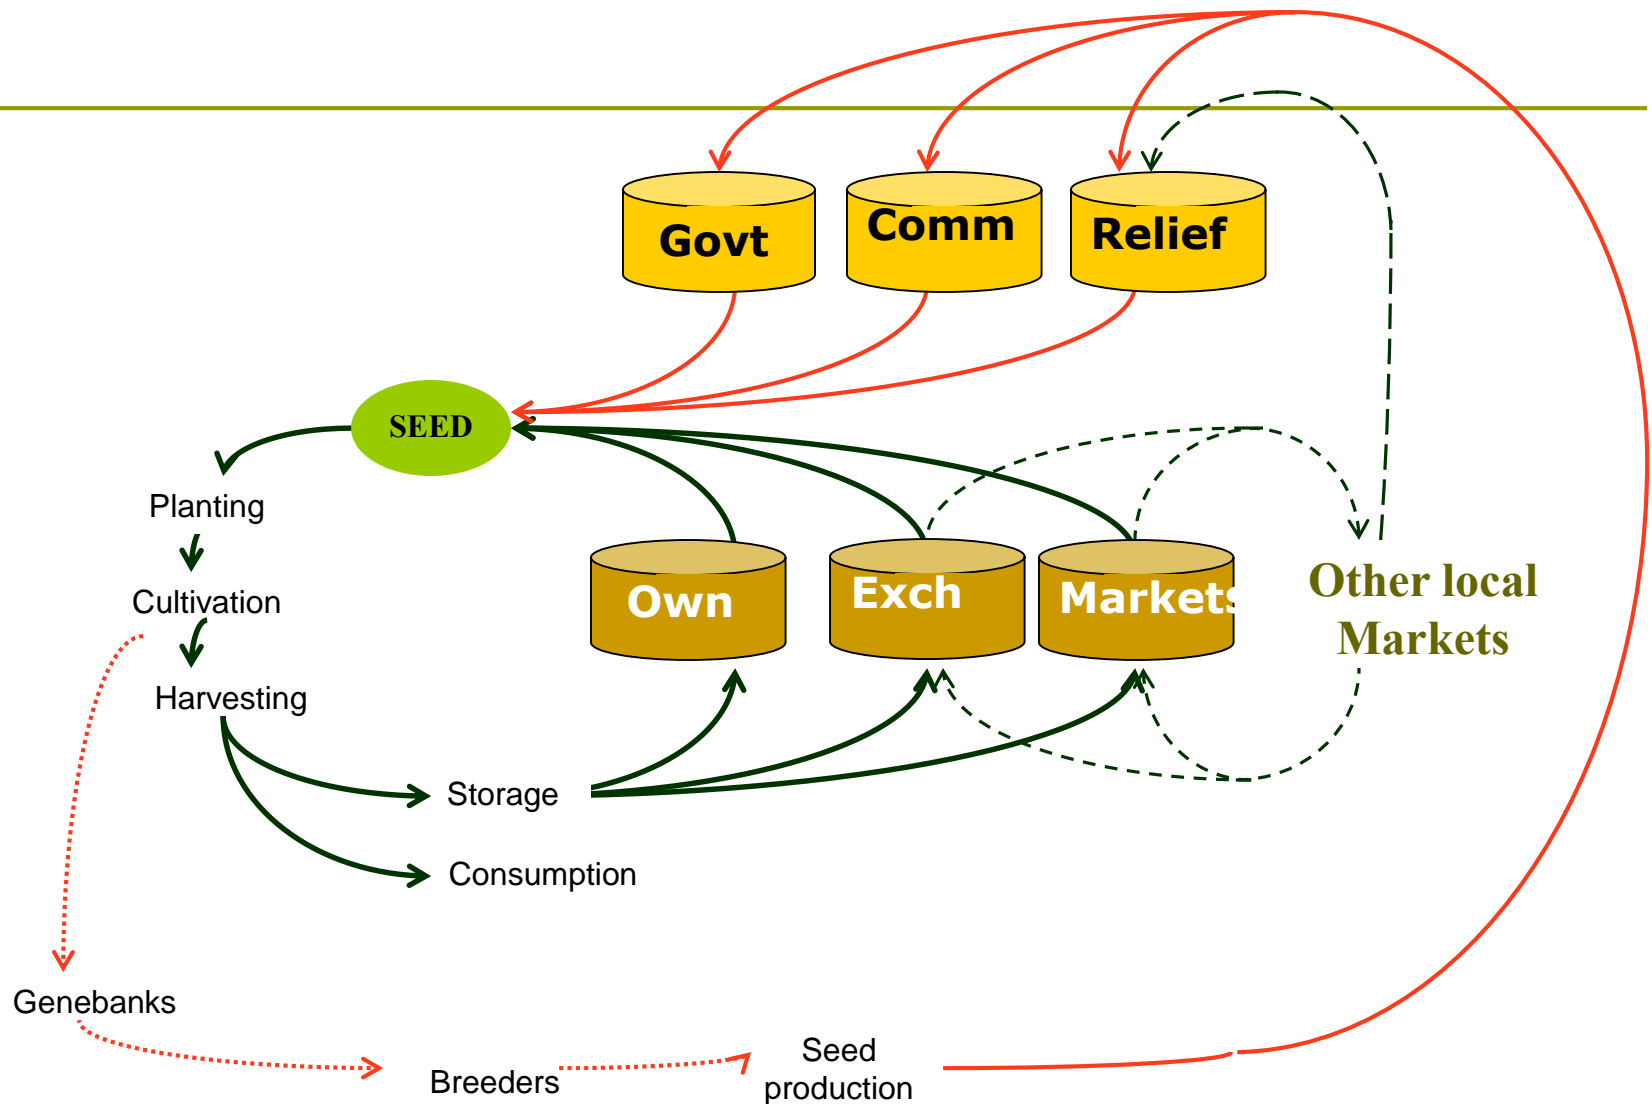 Govt
Comm
Relief
SEED
Planting
Cultivation
Harvesting
Own
Exch
Markets
Other local
Markets
Storage
Consumption
Genebanks
Breeders
Seed
production